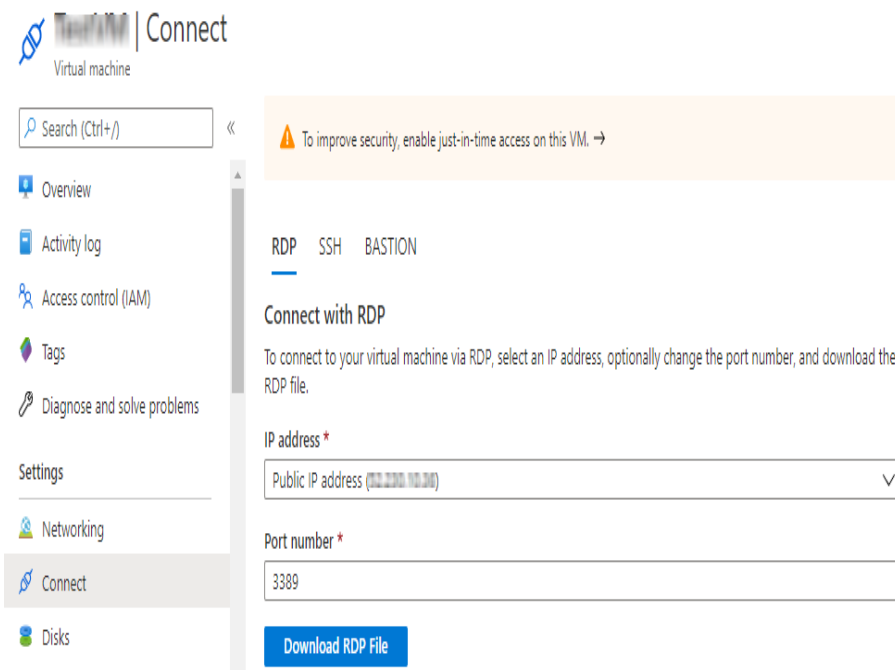 | Connect
Virtual machine
Search (Ctrl+/)
«
To improve security, enable just-in-time access on this VM. →
Overview
Activity log
Access control (IAM)
Tags
Diagnose and solve problems
Settings
Networking
Connect
Disks
RDP SSH BASTION
Connect with RDP
To connect to your virtual machine via RDP, select an IP address, optionally change the port number, and download the
RDP file.
IP address *
Public IP address ()
Port number *
3389
Download RDP File